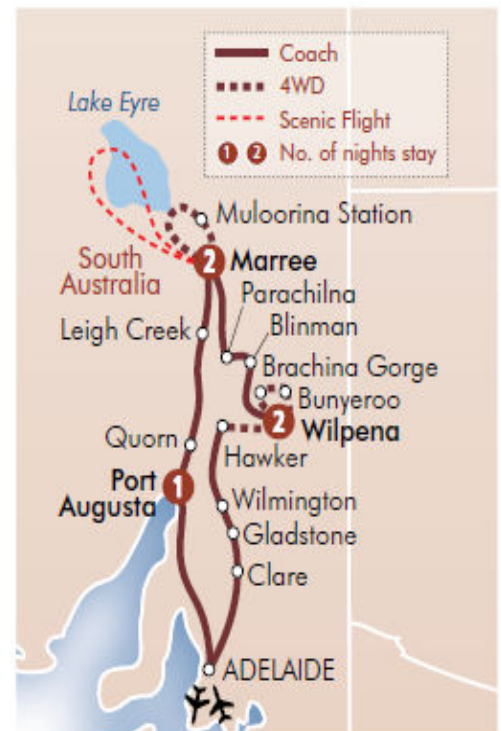 Coach
4WD
Scenic Flight
1 2 No. of nights stay
Lake Eyre
Muloorina Station
South
Australia
2 Marree
Parachilna
Leigh Creek
Blinman
Brachina Gorge
Bunyeroo
2 Wilpena
Quorn
Hawker
Port
Augusta
1
Wilmington
Gladstone
Clare
ADELAIDE